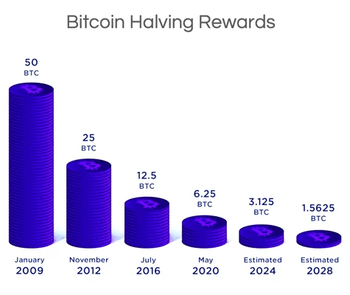 Bitcoin Halving Rewards
50
BTC
25
BTC
12.5
BTC
6.25
BTC
3.125
BTC
1.5625
BTC
January
2009
November
2012
July
2016
May
2020
Estimated
2024
Estimated
2028